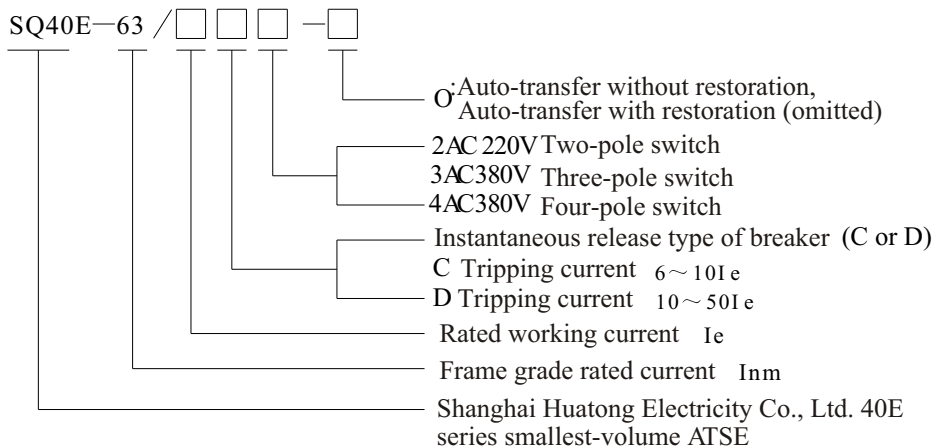 SQ40E—63/□□□—□
O:Auto-transfer without restoration,
Auto-transfer with restoration (omitted)
2AC 220V Two-pole switch
3AC380V Three-pole switch
4AC380V Four-pole switch
Instantaneous release type of breaker (C or D)
C Tripping current 6~10Ie
D Tripping current 10~50Ie
Rated working current Ie
Frame grade rated current Inm
Shanghai Huatong Electricity Co., Ltd. 40E
series smallest-volume ATSE